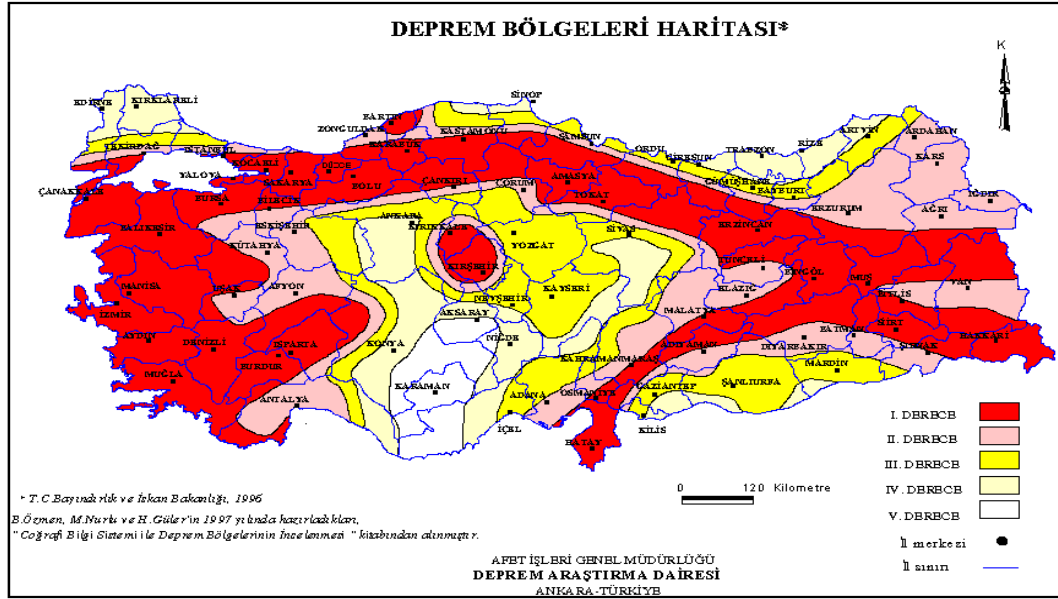 DEPREM BÖLGELERİ HARİTASI*
K
SİNOP
EDİRNE
KIRKLARELİ
BARTIN
ZONGULDAK
KASTAMONU
KARABÜK
SAMSUN
ARTVİN
ARDAHAN
TEKİRDAĞ
İSTANBUL
KOCAELİ
DÜZCE
ORDU
GİRESUN
TRABZON
RİZE
KARS
YALOVA
SAKARYA
BOLU
ÇANKIRI
ÇORUM
AMASYA
TOKAT
GÜMÜŞHANE
BAYBURT
ÇANAKKALE
BURSA
BİLECİK
ERZURUM
IĞDIR
AĞRI
BALIKESİR
ESKİŞEHİR
ANKARA
KIRIKKALE
YOZGAT
SİVAS
ERZİNCAN
KÜTAHYA
KIRŞEHİR
TUNCELİ
BİNGÖL
MUŞ
MANİSA
UŞAK
AFYON
NEVŞEHİR
KAYSERİ
ELAZIĞ
BİTLİS
VAN
İZMİR
AKSARAY
MALATYA
AYDIN
DENİZLİ
ISPARTA
KONYA
NİĞDE
KAHRAMANMARAŞ
ADIYAMAN
DİYARBAKIR
BATMAN
SİİRT
ŞIRNAK
HAKKARİ
MUĞLA
BURDUR
KARAMAN
ADANA
OSMANİYE
GAZİANTEP
ŞANLIURFA
MARDİN
ANTALYA
İÇEL
KİLİS
HATAY
I. DERECE
II. DERECE
III. DERECE
IV. DERECE
V. DERECE
İl merkezi
İl sınırı
0 120 Kilometre
* T.C.Bayındırlık ve İskan Bakanlığı, 1996
B.Özmen, M.Nurlu ve H.Güler'in 1997 yılında hazırladıkları,
"Coğrafi Bilgi Sistemi ile Deprem Bölgelerinin İncelenmesi" kitabından alınmıştır.
AFET İŞLERİ GENEL MÜDÜRLÜĞÜ
DEPREM ARAŞTIRMA DAİRESİ
ANKARA-TÜRKİYE